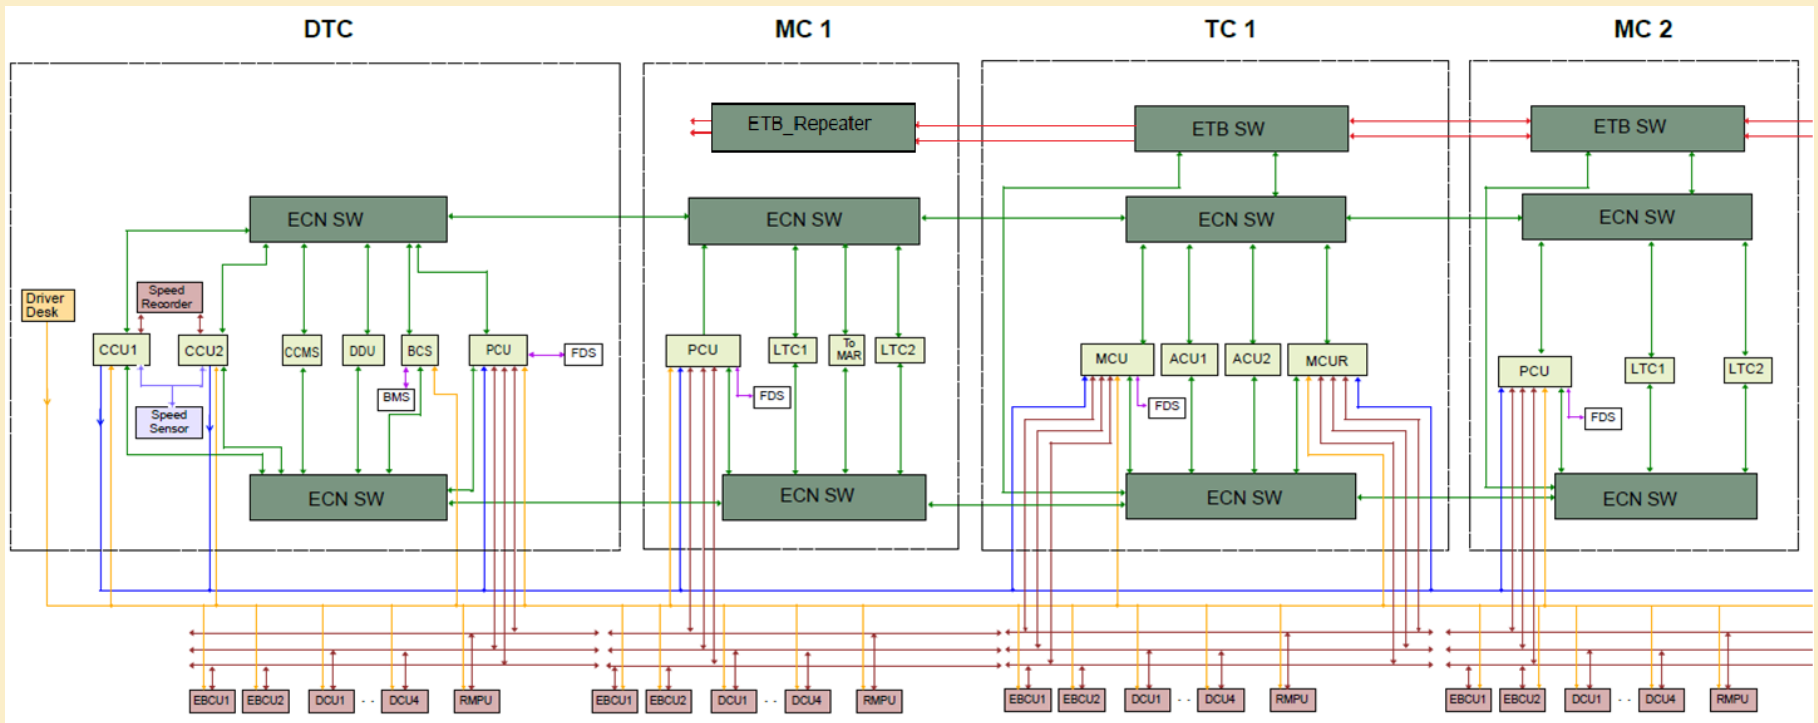 DTC
MC 1
TC 1
MC 2
ETB_Repeater
ETB SW
ETB SW
ECN SW
ECN SW
ECN SW
ECN SW
Driver
Desk
Speed
Recorder
CCU1
CCU2
CCMS
DDU
BCS
PCU
FDS
BMS
Speed
Sensor
PCU
LTC1
To
MAR
LTC2
FDS
MCU
ACU1
ACU2
MCUR
FDS
PCU
LTC1
LTC2
FDS
ECN SW
ECN SW
ECN SW
ECN SW
EBCU1
EBCU2
DCU1
- -
DCU4
RMPU
EBCU1
EBCU2
DCU1
- -
DCU4
RMPU
EBCU1
EBCU2
DCU1
- -
DCU4
RMPU
EBCU1
EBCU2
DCU1
- -
DCU4
RMPU